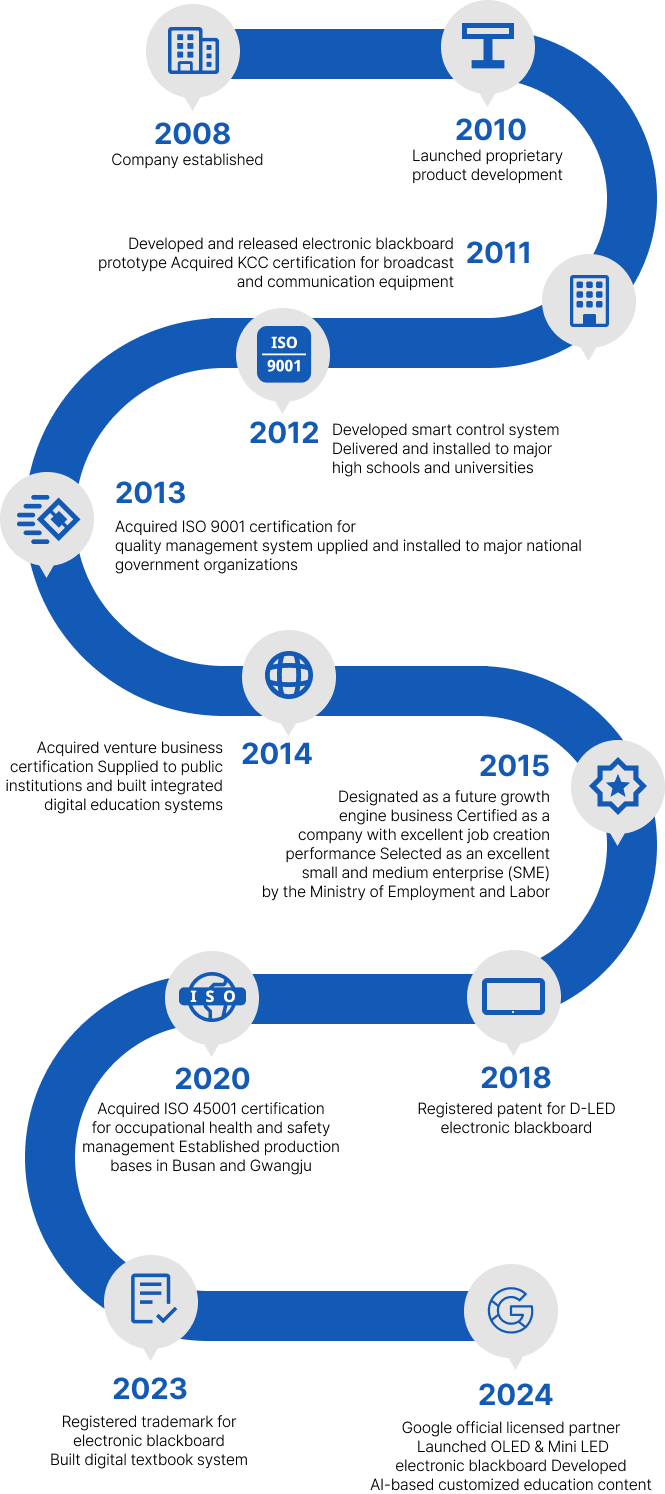 2008
Company established
2010
Launched proprietary
product development
Developed and released electronic blackboard
prototype Acquired KCC certification for broadcast
and communication equipment
2011
ISO
9001
2012
Developed smart control system
Delivered and installed to major
high schools and universities
2013
Acquired ISO 9001 certification for
quality management system upplied and installed to major national
government organizations
Acquired venture business
certification Supplied to public
institutions and built integrated
digital education systems
2014
2015
Designated as a future growth
engine business Certified as a
company with excellent job creation
performance Selected as an excellent
small and medium enterprise (SME)
by the Ministry of Employment and Labor
ISO
2020
Acquired ISO 45001 certification
for occupational health and safety
management Established production
bases in Busan and Gwangju
2018
Registered patent for D-LED
electronic blackboard
2023
Registered trademark for
electronic blackboard
Built digital textbook system
G
2024
Google official licensed partner
Launched OLED & Mini LED
electronic blackboard Developed
AI-based customized education content